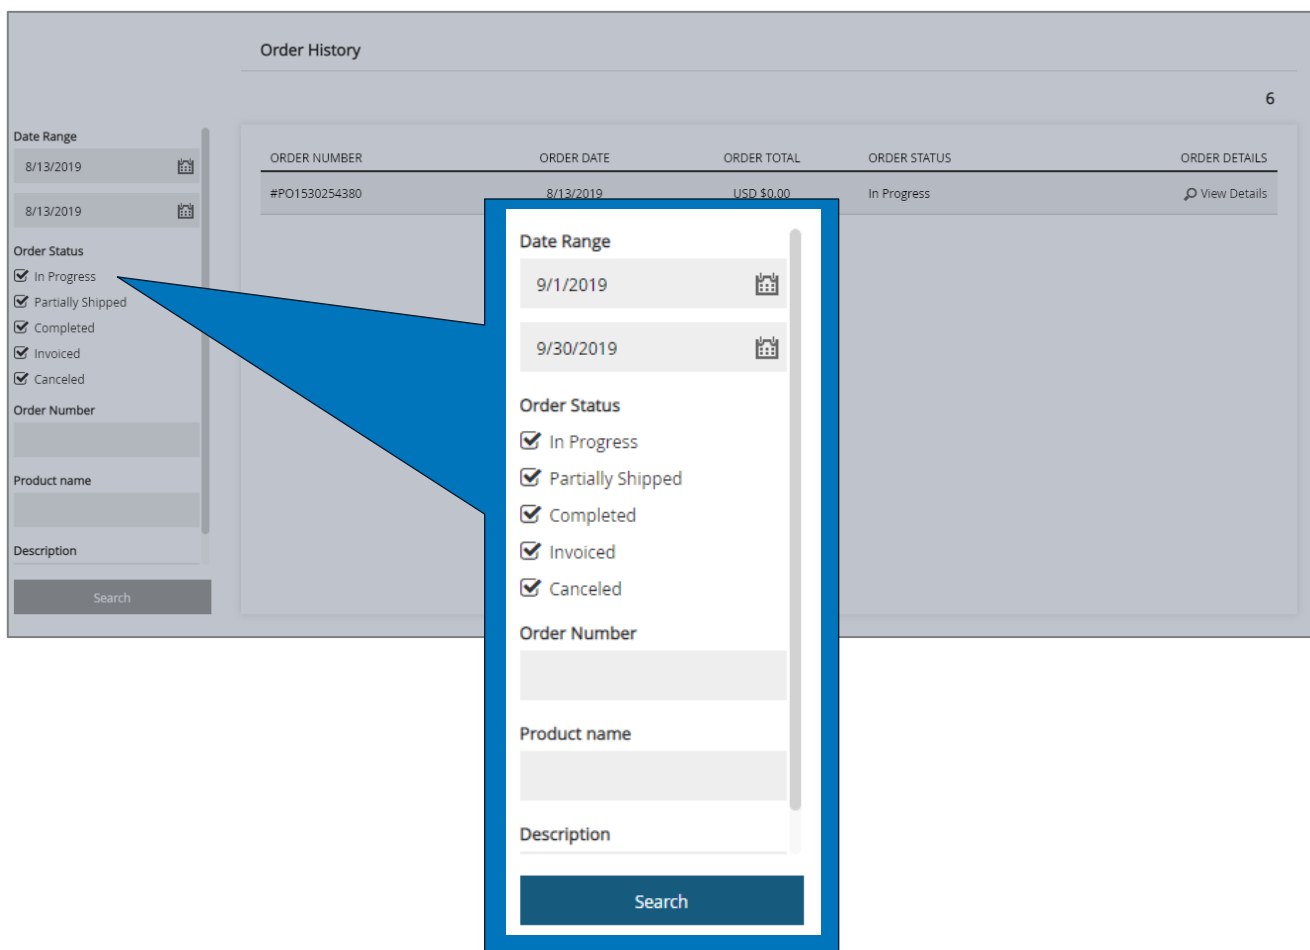 Order History
6
Date Range
8/13/2019
8/13/2019
Order Status
In Progress
Partially Shipped
Completed
Invoiced
Canceled
Order Number
Product name
Description
Search
ORDER NUMBER ORDER DATE ORDER TOTAL ORDER STATUS ORDER DETAILS
#PO1530254380 8/13/2019 USD $0.00 In Progress View Details
Date Range
9/1/2019
9/30/2019
Order Status
In Progress
Partially Shipped
Completed
Invoiced
Canceled
Order Number
Product name
Description
Search